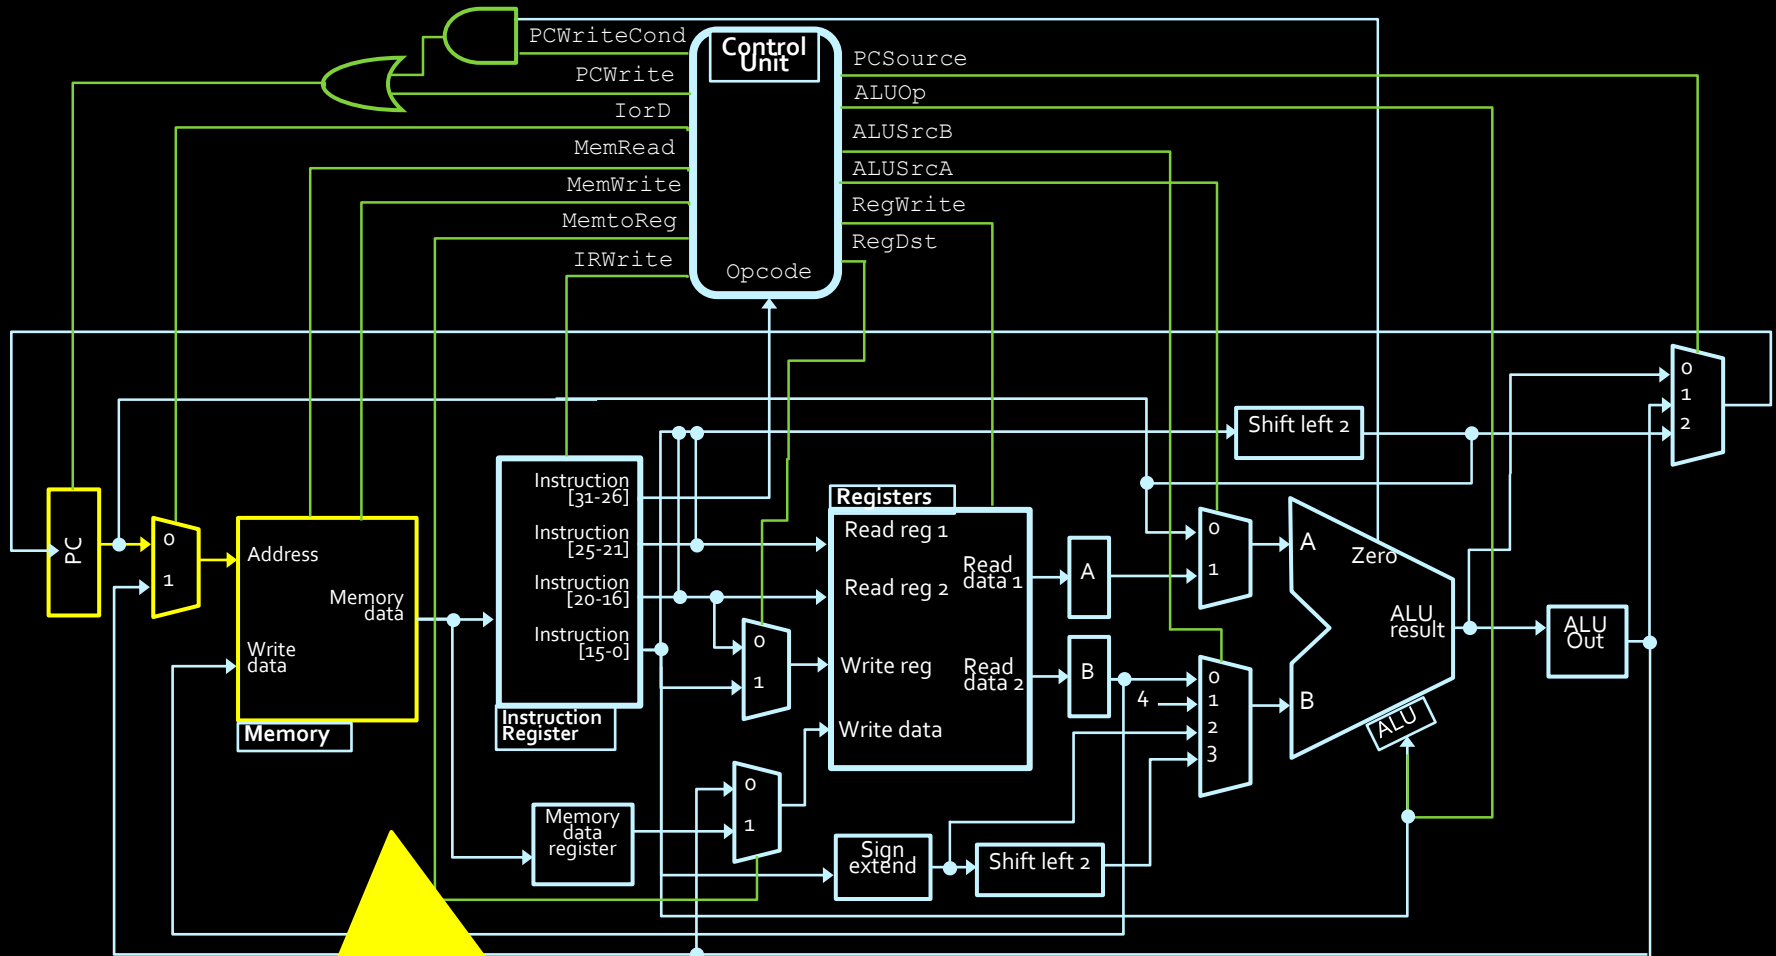 PCWriteCond
PCWrite
IorD
MemRead
MemWrite
MemtoReg
IRWrite
Control
Unit
Opcode
PCSource
ALUOp
ALUSrcB
ALUSrcA
RegWrite
RegDst
PC
0
1
Address
Memory
data
Write
data
Memory
Instruction
[31-26]
Instruction
[25-21]
Instruction
[20-16]
Instruction
[15-0]
Instruction
Register
Memory
data
register
0
1
0
1
Registers
Read reg 1
Read reg 2
Write reg
Write data
Read
data 1
Read
data 2
Sign
extend
Shift left 2
A
B
4
0
1
0
1
2
3
Shift left 2
A
B
Zero
ALU
result
ALU
ALU
Out
0
1
2